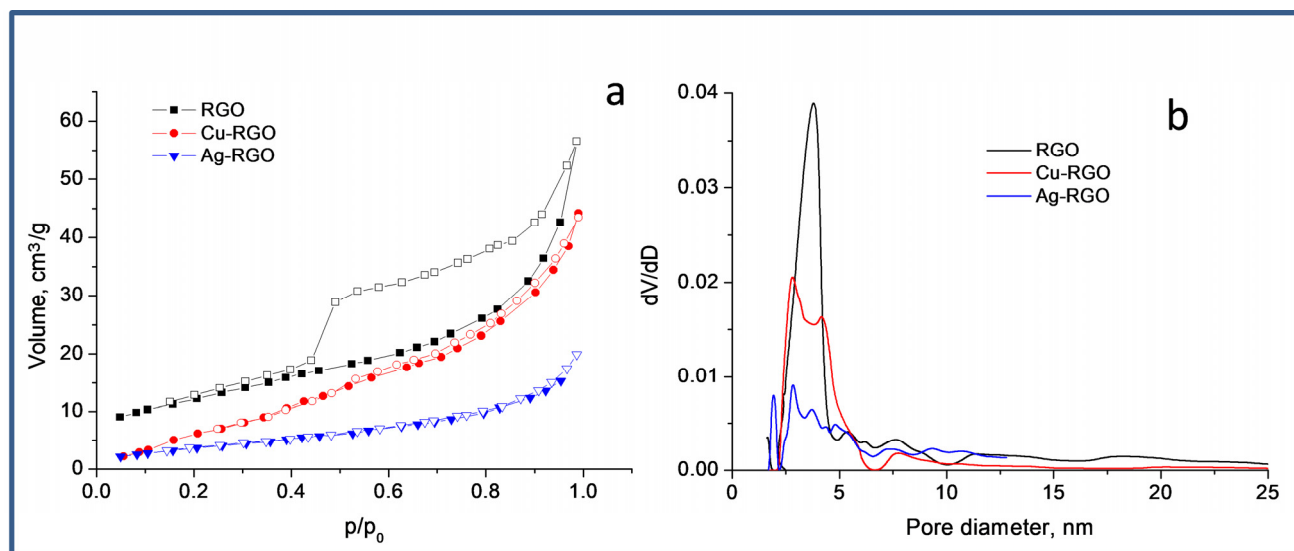 a
RGO
Cu-RGO
Ag-RGO
60
50
40
30
20
10
0
Volume, cm³/g
0.0 0.2 0.4 0.6 0.8 1.0
p/p₀
b
RGO
Cu-RGO
Ag-RGO
0.04
0.03
0.02
0.01
0.00
dV/dD
0 5 10 15 20 25
Pore diameter, nm